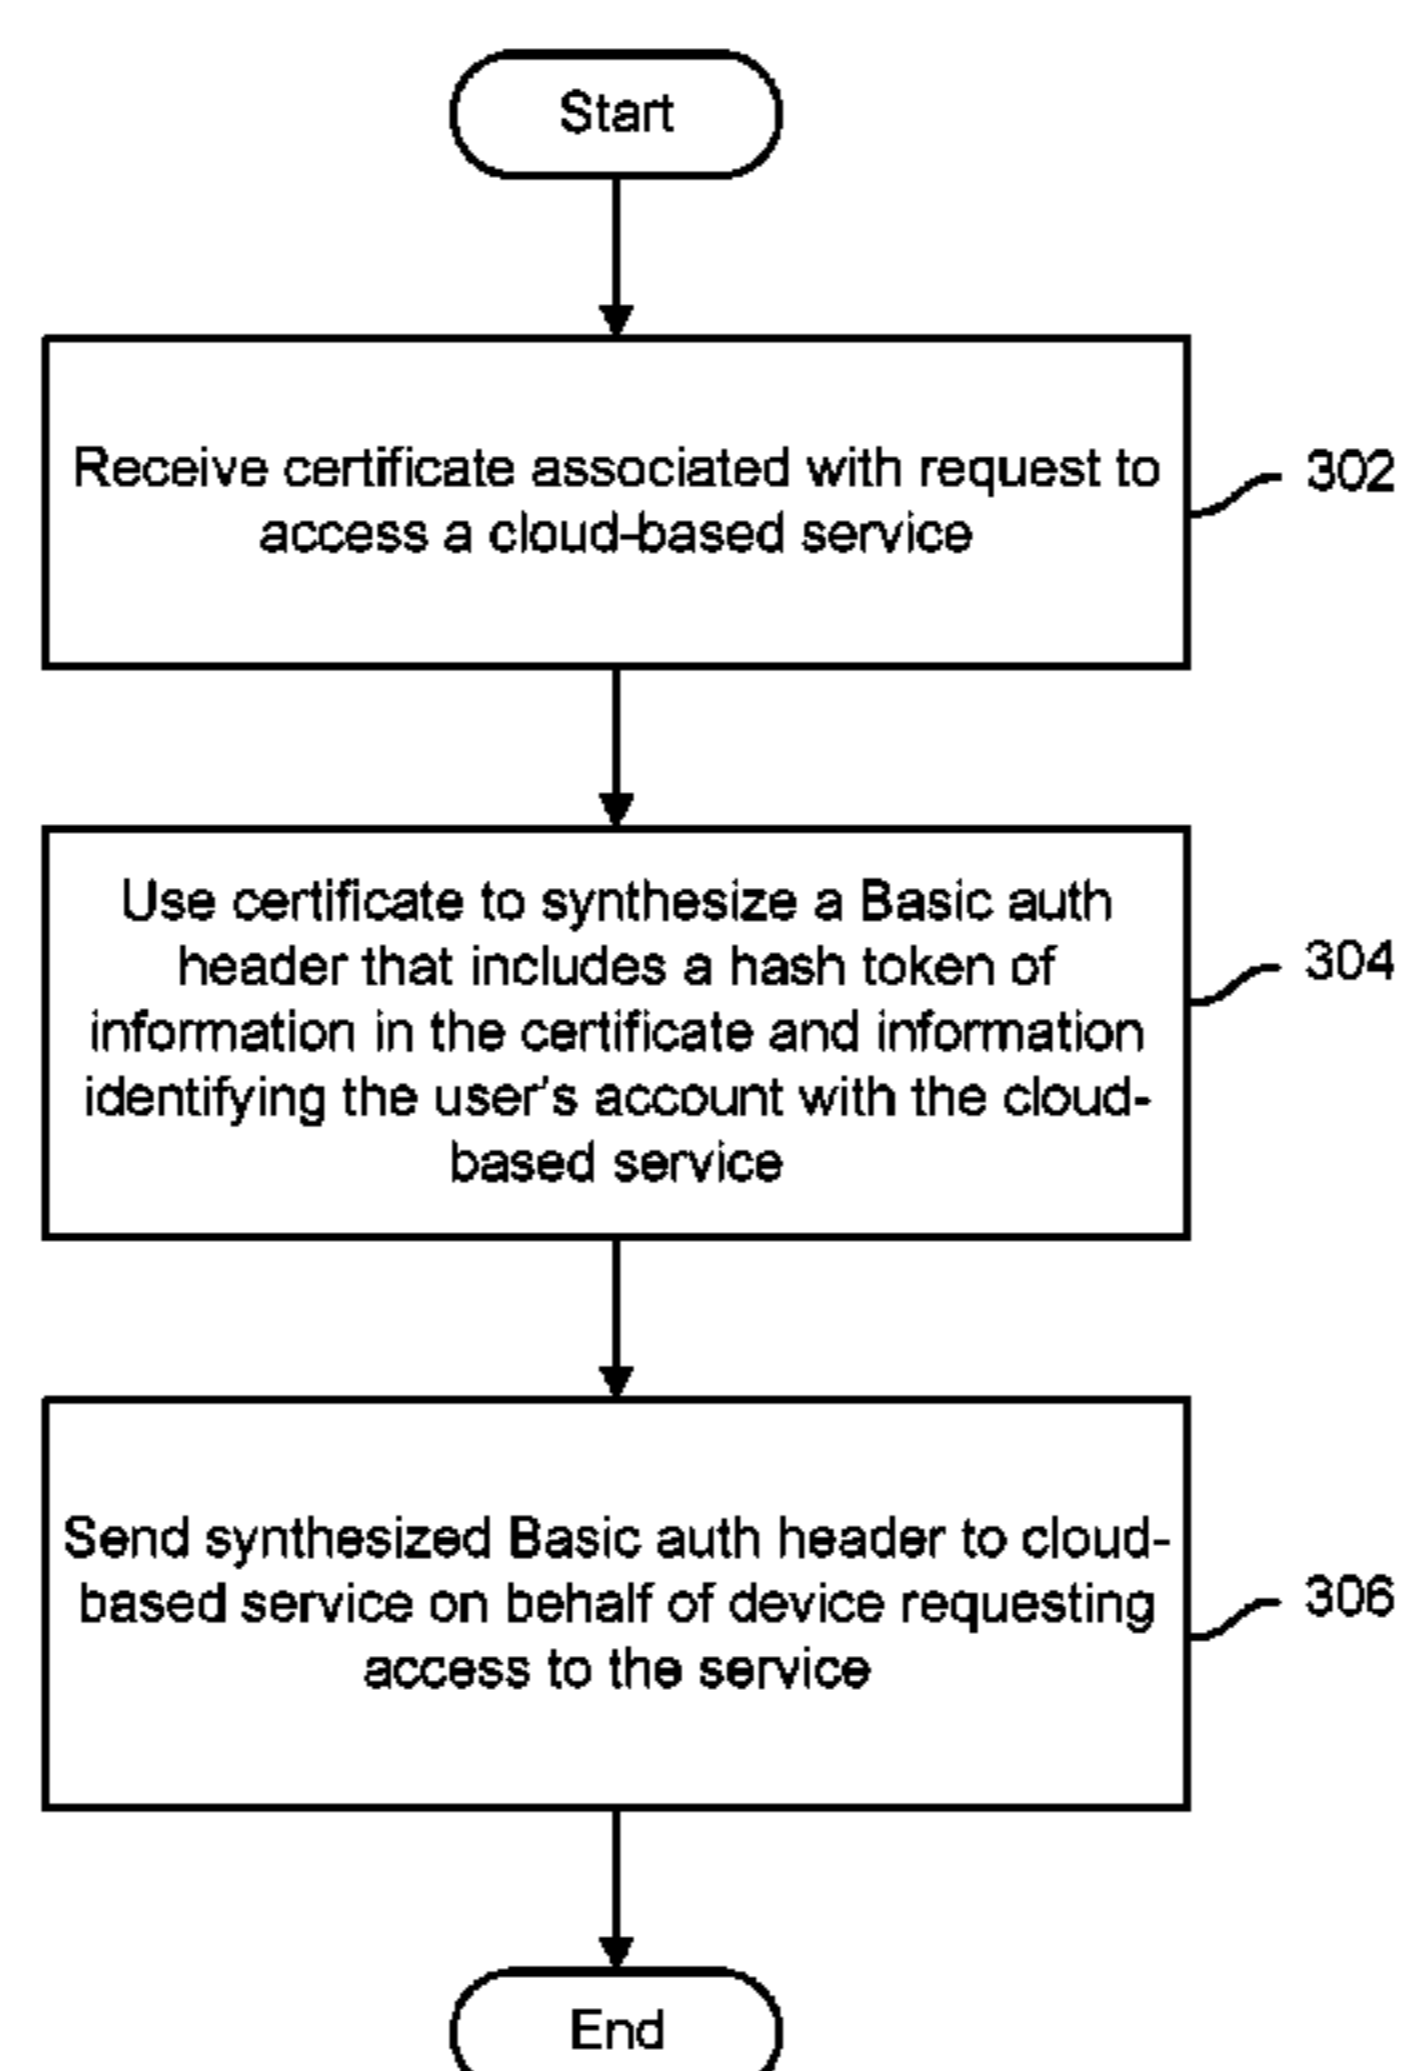 Start
Receive certificate associated with request to
access a cloud-based service
302
Use certificate to synthesize a Basic auth
header that includes a hash token of
information in the certificate and information
identifying the user's account with the cloud-
based service
304
Send synthesized Basic auth header to cloud-
based service on behalf of device requesting
access to the service
306
End